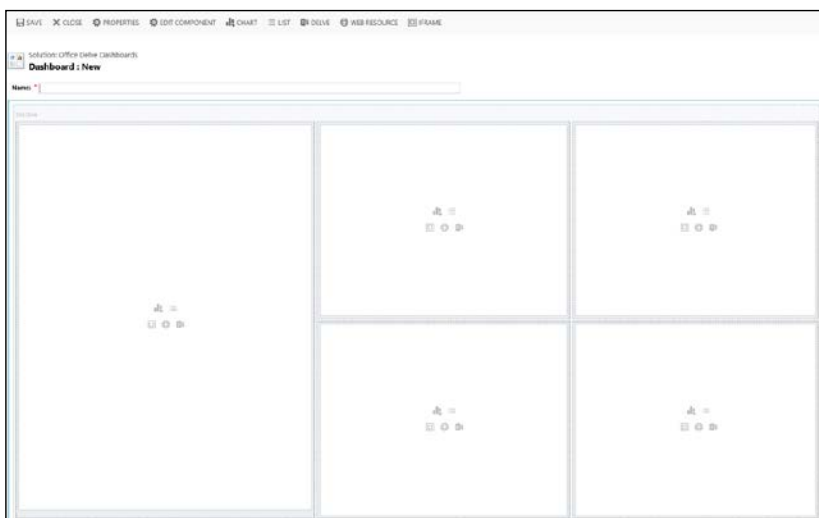 SAVE CLOSE PROPERTIES EDIT COMPONENT CHART LIST DELVE WEB RESOURCE IFRAME
Solution: Office Delve Dashboards
Dashboard : New
Name: *